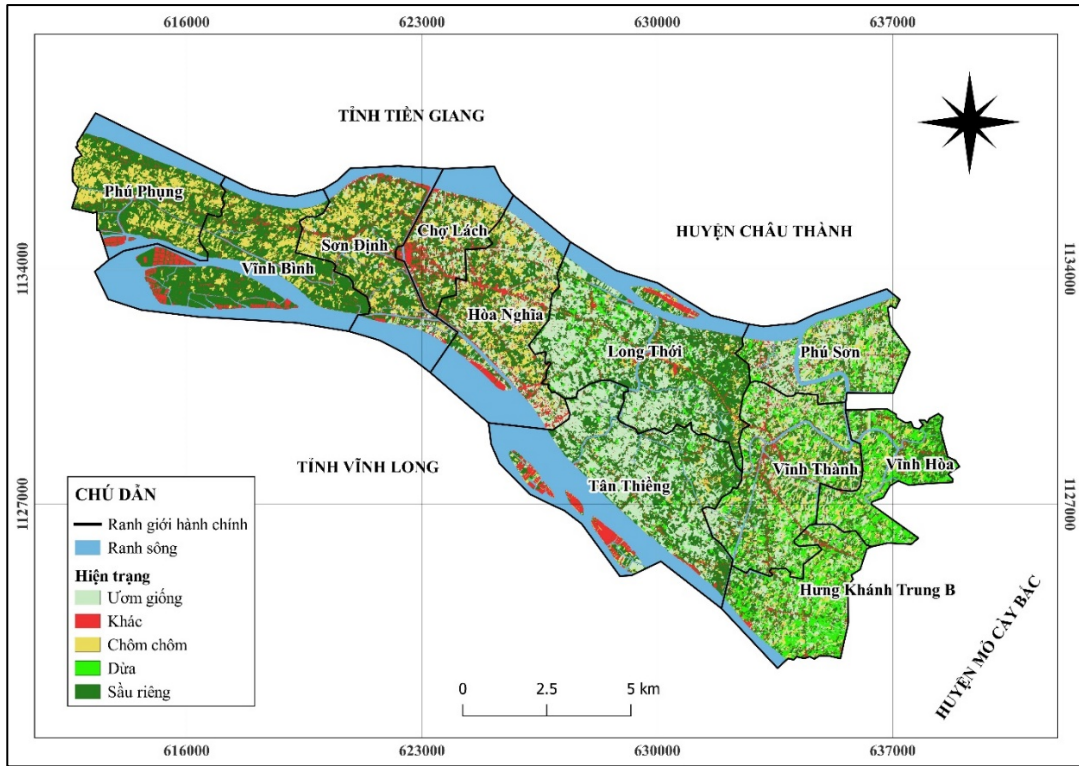 616000 623000 630000 637000
TỈNH TIỀN GIANG
Phú Phụng
Chợ Lách
HUYỆN CHÂU THÀNH
Sơn Định
Vĩnh Bình
1134000
1134000
Hòa Nghĩa
Long Thới
Phú Sơn
TỈNH VĨNH LONG
Vĩnh Thành
Vĩnh Hòa
Tân Thiềng
1127000
1127000
CHÚ DẪN
Ranh giới hành chính
Ranh sông
Hiện trạng
Ươm giống
Khác
Chôm chôm
Dừa
Sầu riêng
Hưng Khánh Trung B
HUYỆN MỎ CÀY BẮC
0 2.5 5 km
616000 623000 630000 637000